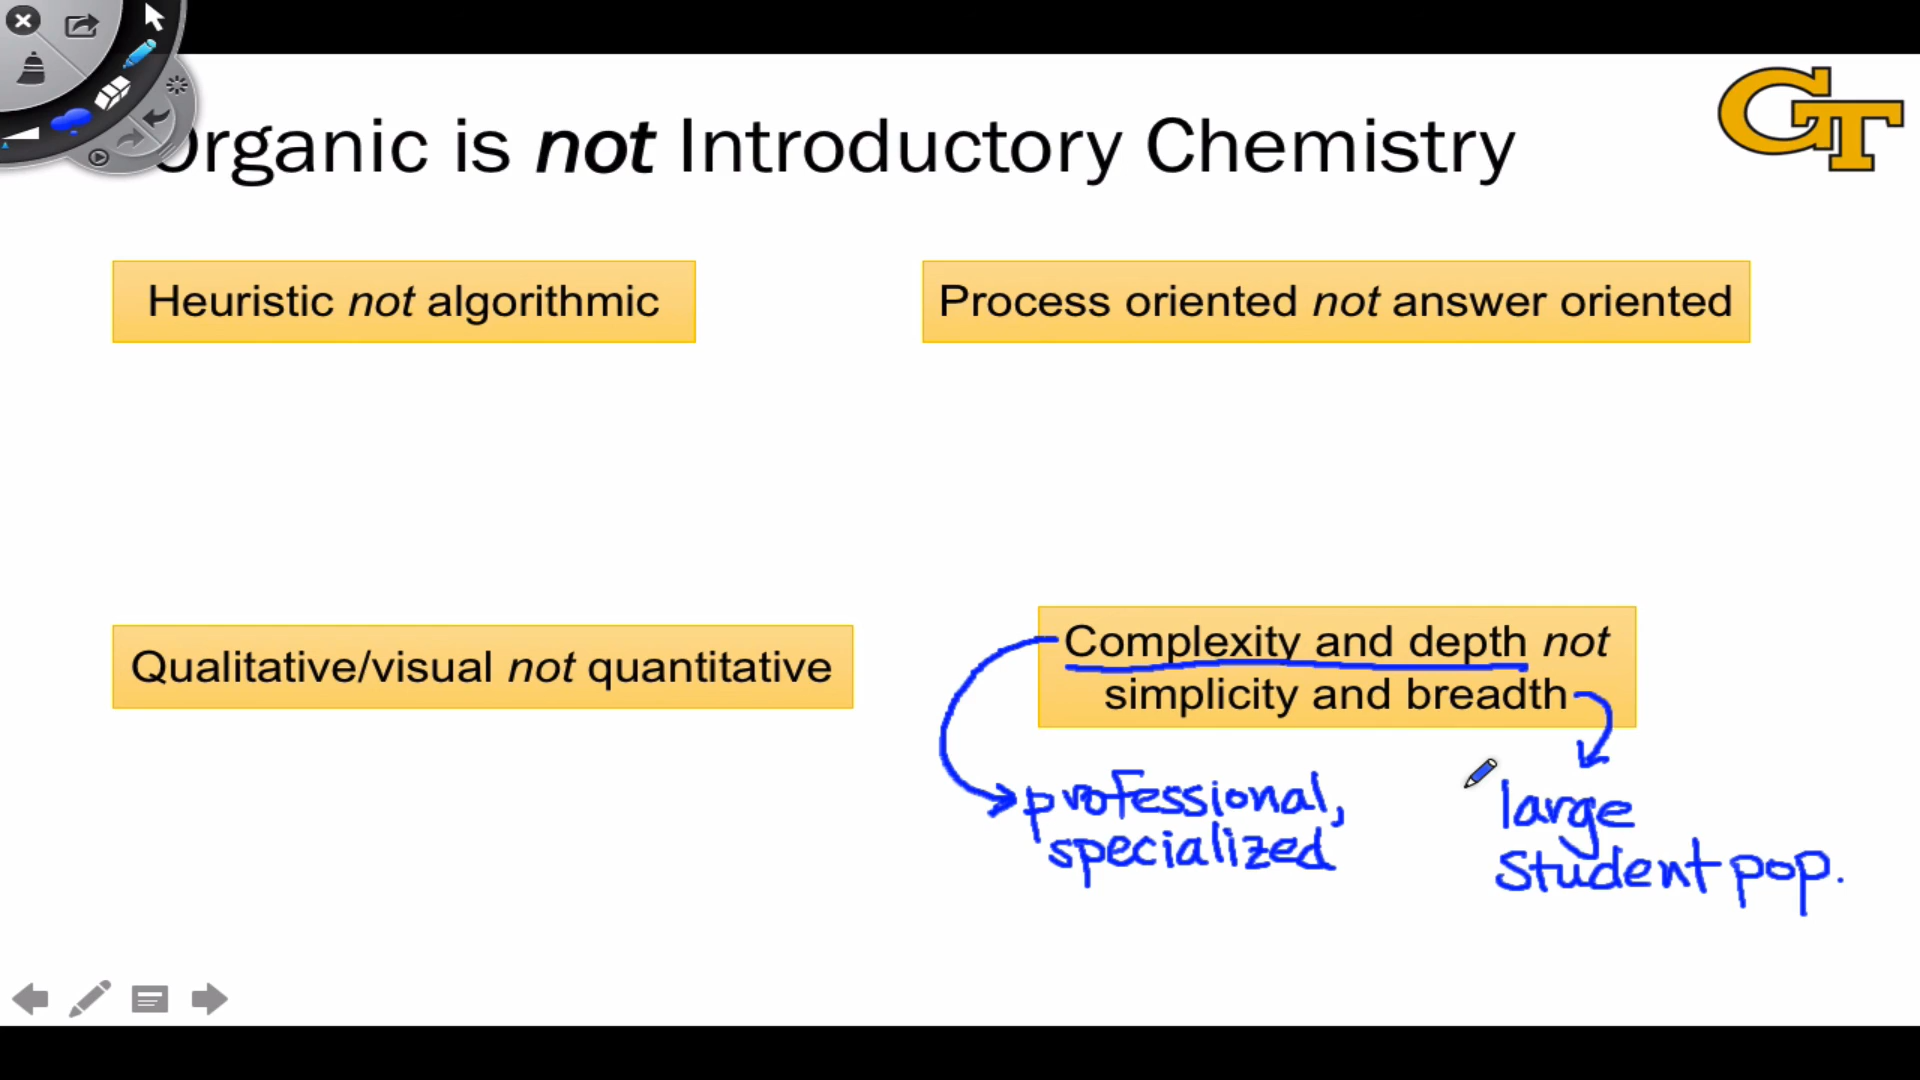 Organic is not Introductory Chemistry
GT
Heuristic not algorithmic
Process oriented not answer oriented
Qualitative/visual not quantitative
Complexity and depth not
simplicity and breadth
professional,
specialized
large
student pop.